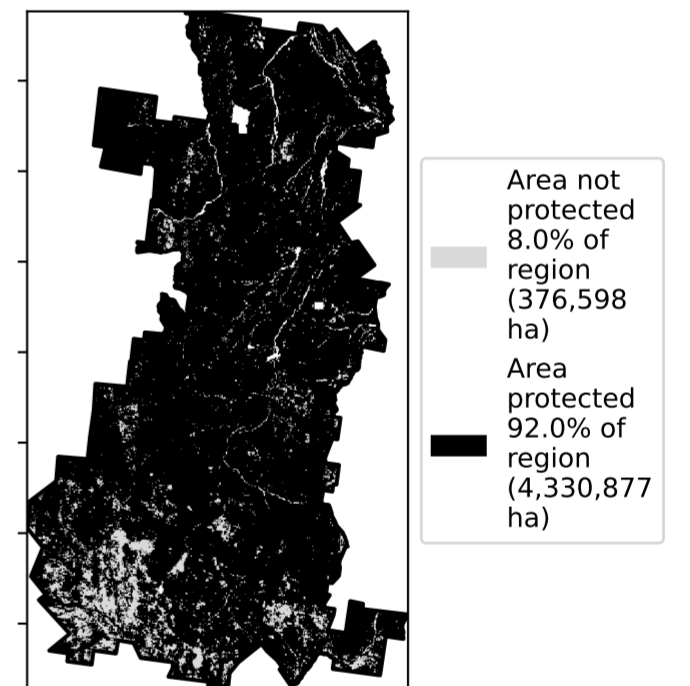 Area not
protected
8.0% of
region
(376,598
ha)
Area
protected
92.0% of
region
(4,330,877
ha)